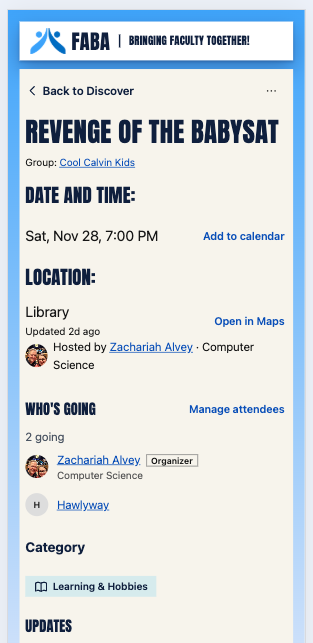 FABA | BRINGING FACULTY TOGETHER!
Back to Discover ...
REVENGE OF THE BABYSAT
Group: Cool Calvin Kids
DATE AND TIME:
Sat, Nov 28, 7:00 PM Add to calendar
LOCATION:
Library
Open in Maps
Updated 2d ago
Hosted by Zachariah Alvey · Computer
Science
WHO'S GOING Manage attendees
2 going
Zachariah Alvey Organizer
Computer Science
H Hawlyway
Category
Learning & Hobbies
UPDATES